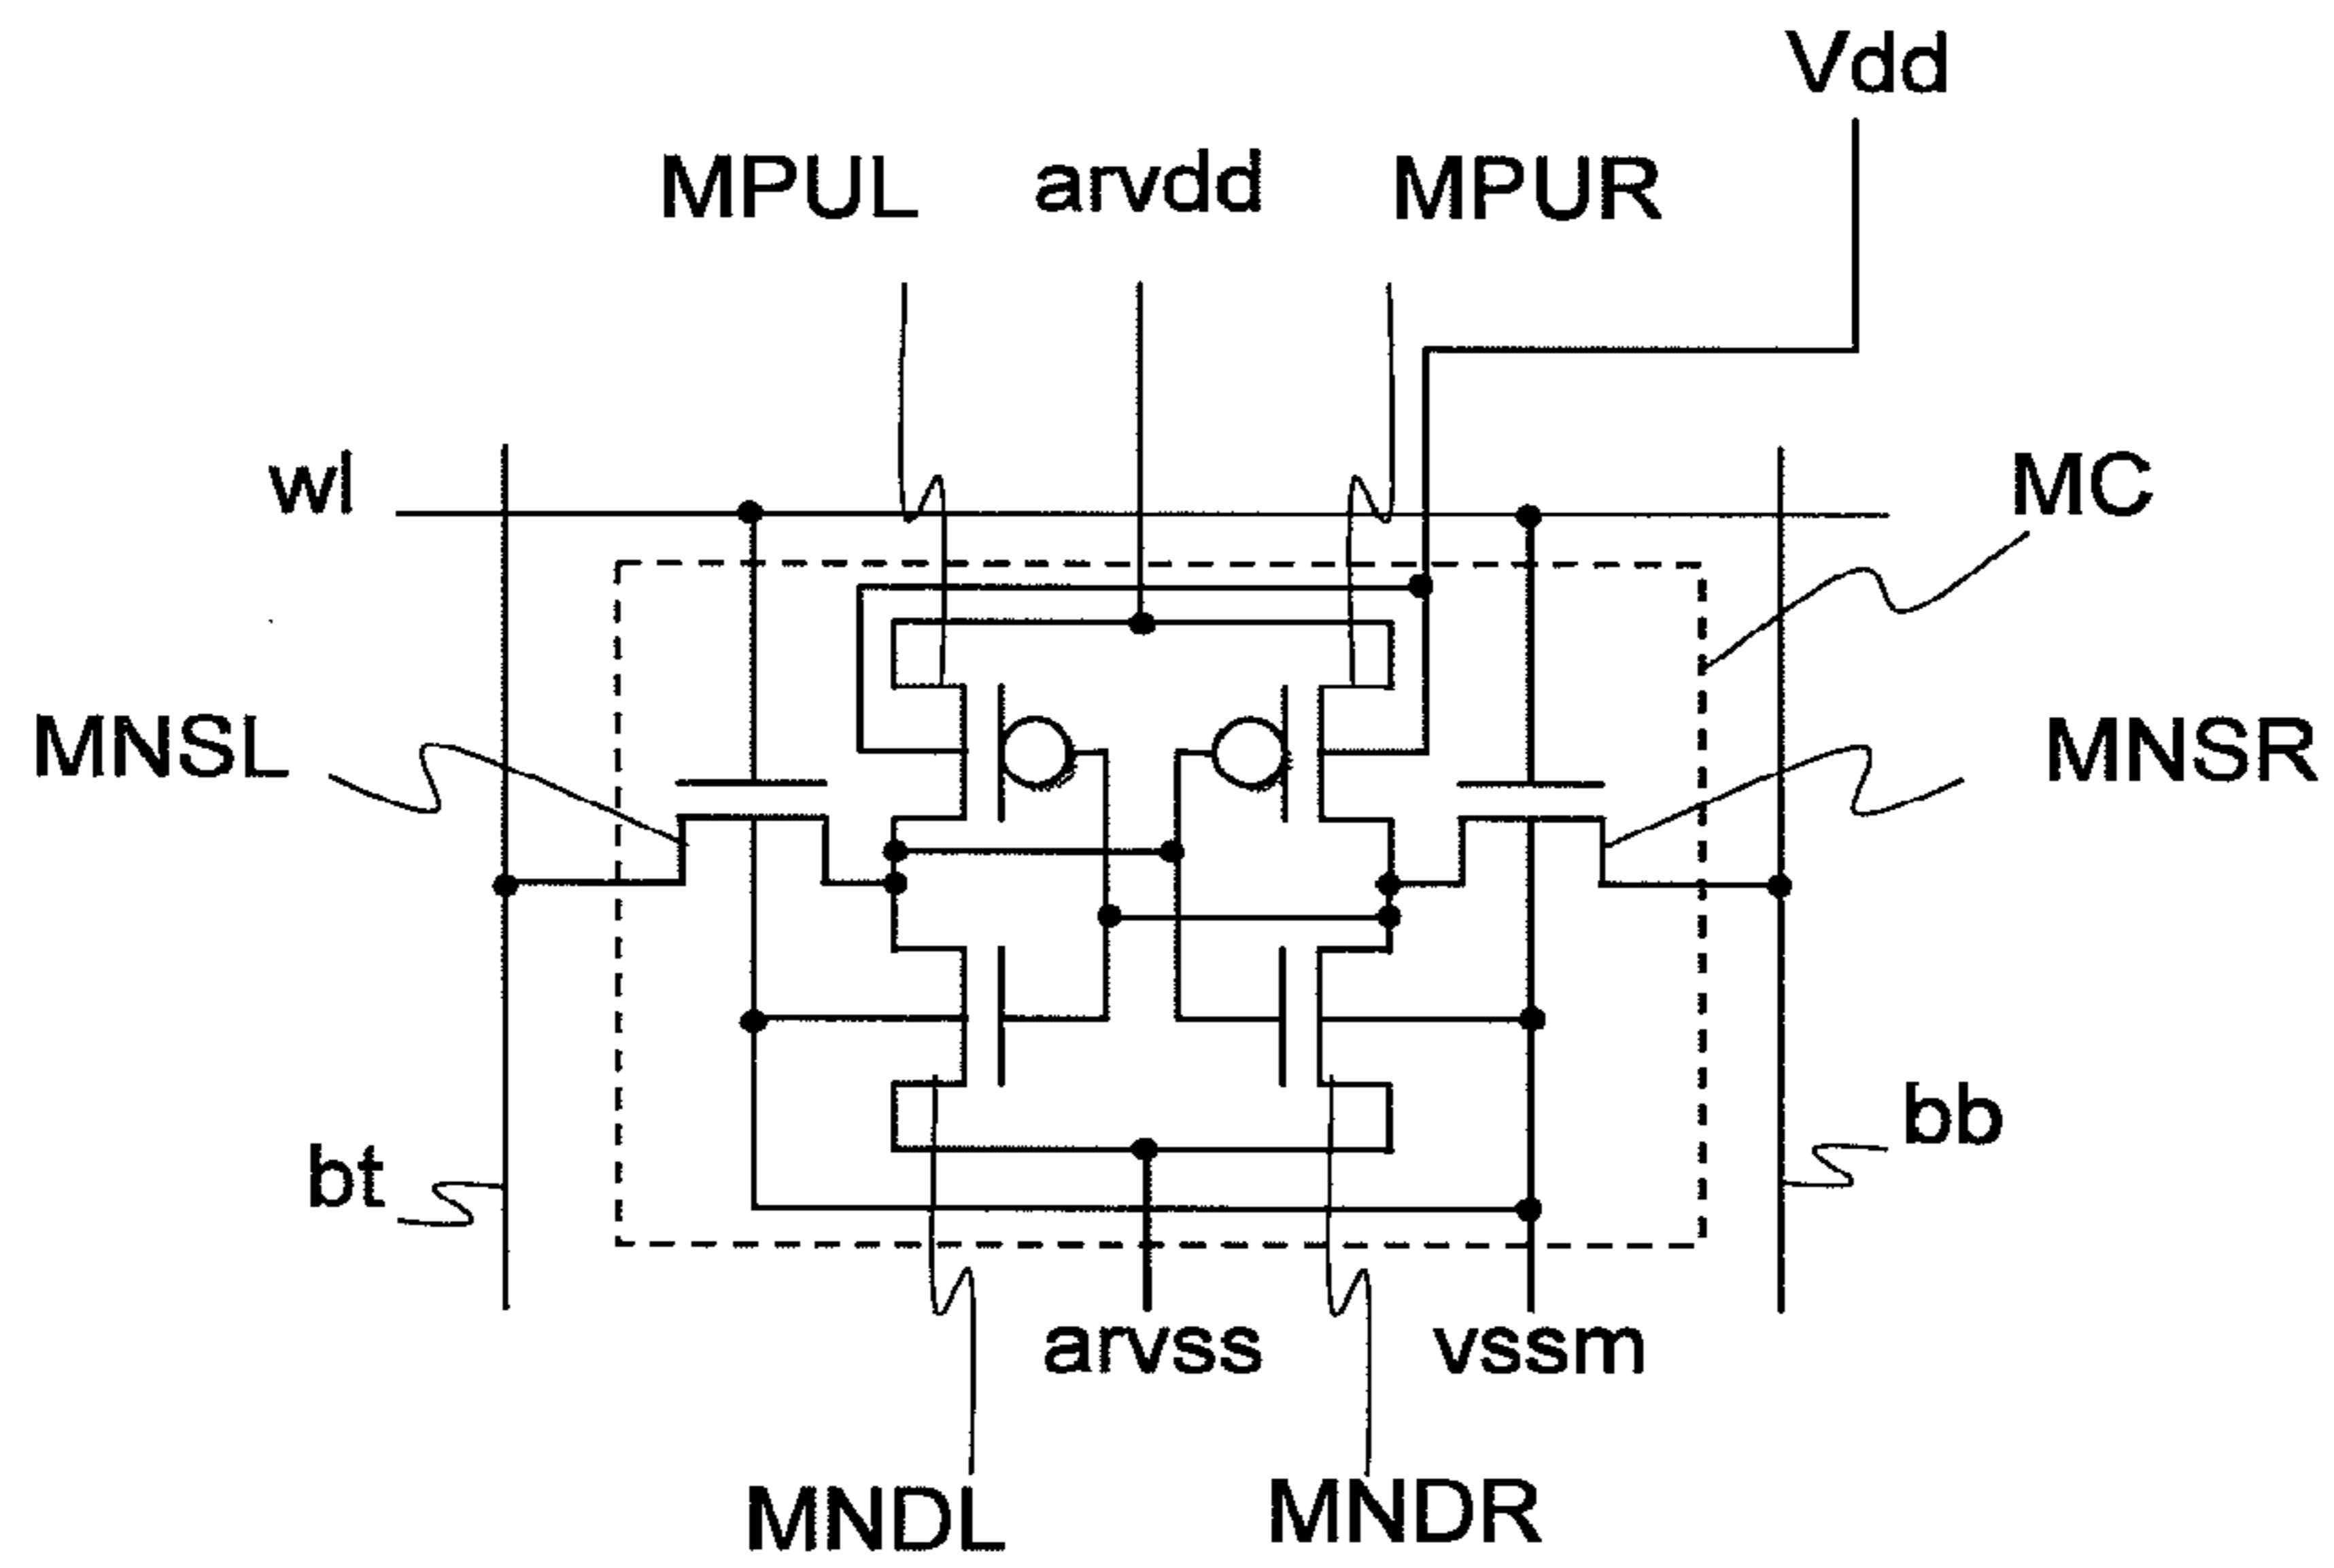 Vdd
MPUL arvdd MPUR
wl
MC
MNSL
MNSR
bb
bt
arvss vssm
MNDL MNDR